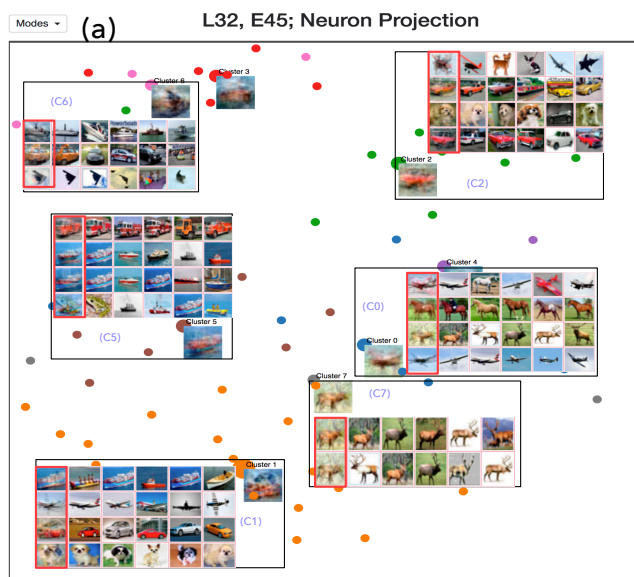 Modes
(a)
L32, E45; Neuron Projection
Cluster 6
Cluster 3
(C6)
Cluster 2
(C2)
Cluster 4
(C5)
Cluster 5
(C0)
Cluster 0
Cluster 7
(C7)
Cluster 1
(C1)